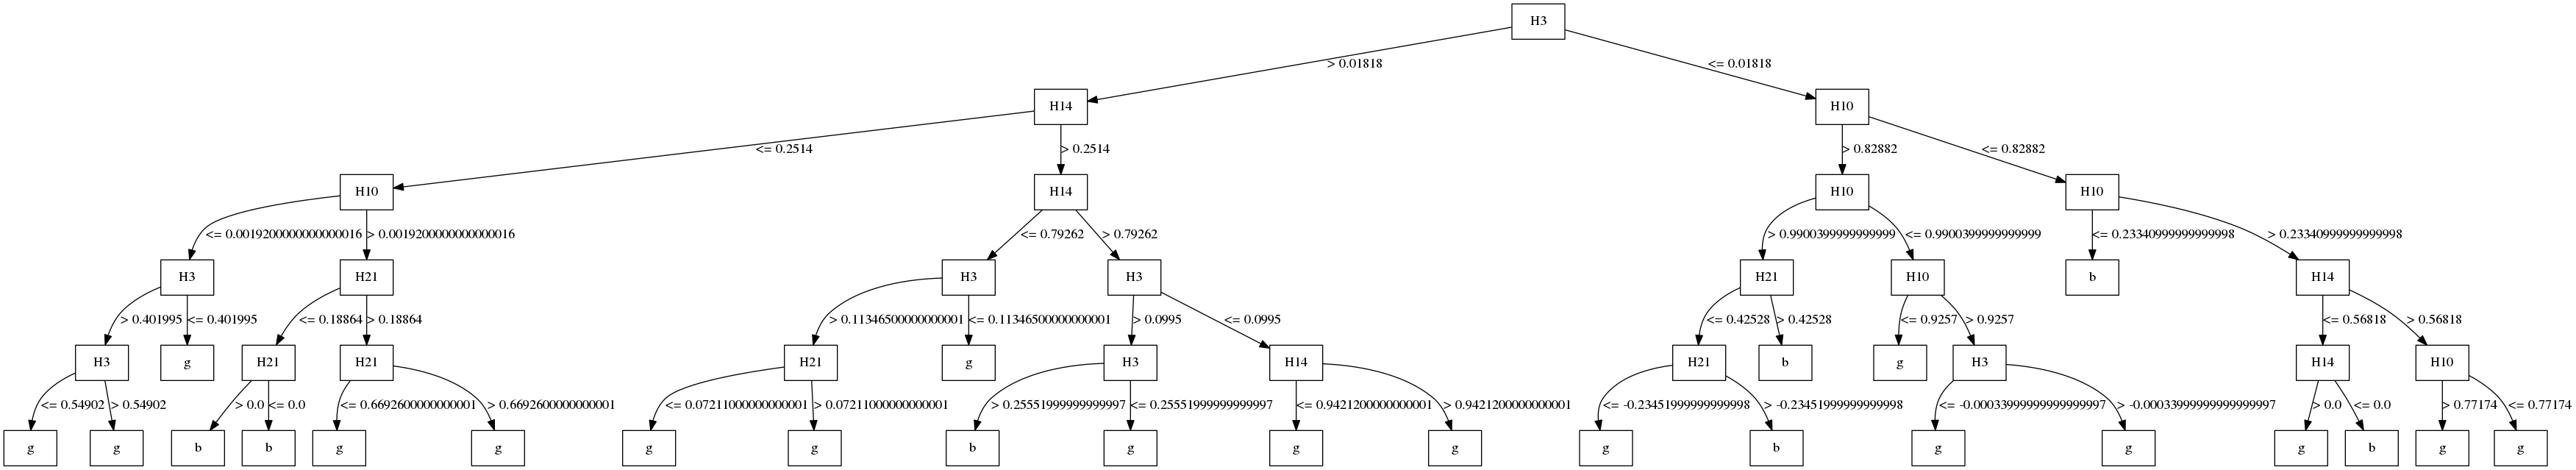 H3
> 0.01818
<= 0.01818
H14
H10
<= 0.2514
> 0.2514
> 0.82882
<= 0.82882
H10
H14
H10
H10
<= 0.0019200000000000016
> 0.0019200000000000016
<= 0.79262
> 0.79262
> 0.9900399999999999
<= 0.9900399999999999
<= 0.23340999999999998
> 0.23340999999999998
H3
H21
H3
H3
H21
H10
b
H14
> 0.401995
<= 0.401995
<= 0.18864
> 0.18864
> 0.11346500000000001
<= 0.11346500000000001
> 0.0995
<= 0.0995
<= 0.42528
> 0.42528
<= 0.9257
> 0.9257
<= 0.56818
> 0.56818
H3
g
H21
H21
H21
g
H3
H14
H21
b
g
H3
H14
H10
<= 0.54902
> 0.54902
> 0.0
<= 0.0
<= 0.6692600000000001
> 0.6692600000000001
<= 0.07211000000000001
> 0.07211000000000001
> 0.25551999999999997
<= 0.25551999999999997
<= 0.9421200000000001
> 0.9421200000000001
<= -0.23451999999999998
> -0.23451999999999998
<= -0.00033999999999999997
> -0.00033999999999999997
> 0.0
<= 0.0
> 0.77174
<= 0.77174
g
g
b
b
g
g
g
g
b
g
g
g
g
b
g
g
g
b
g
g